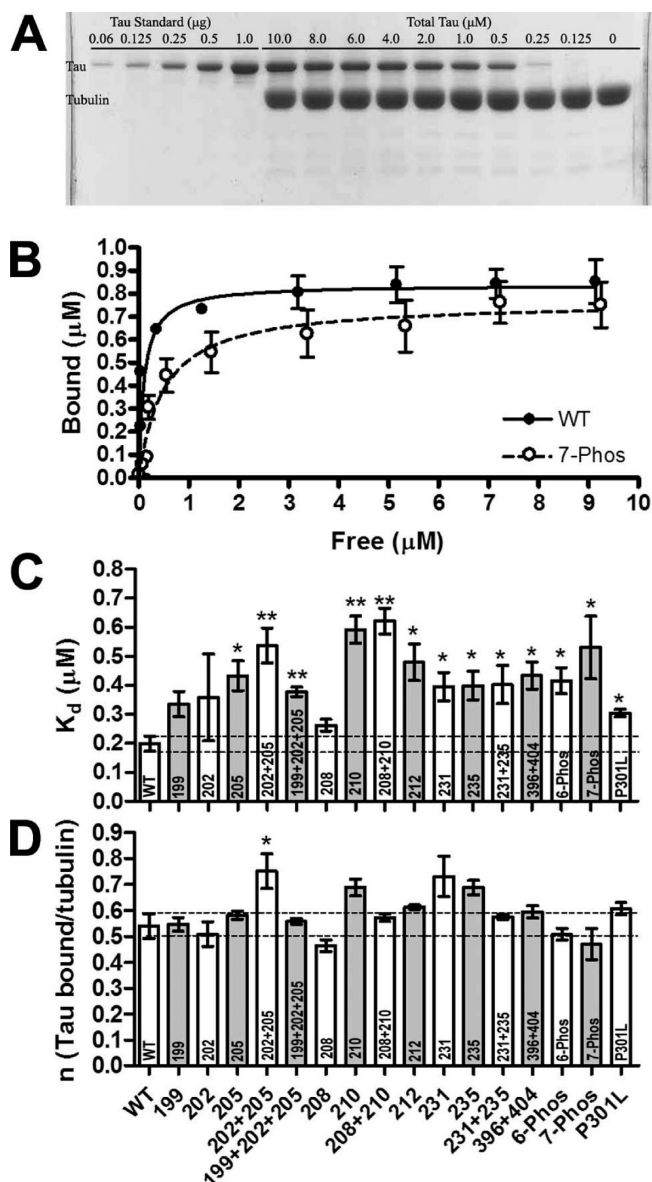 A
Tau Standard (μg) Total Tau (μM)
0.06 0.125 0.25 0.5 1.0 10.0 8.0 6.0 4.0 2.0 1.0 0.5 0.25 0.125 0
Tau
Tubulin
B
Bound (μM)
1.0
0.9
0.8
0.7
0.6
0.5
0.4
0.3
0.2
0.1
0.0
WT
7-Phos
0 1 2 3 4 5 6 7 8 9 10
Free (μM)
C
Kd (μM)
0.8
0.7
0.6
0.5
0.4
0.3
0.2
0.1
0.0
* ** ** ** ** * * * * * * * *
WT 199 202 205 202+205 199+202+205 208 210 208+210 212 231 235 231+235 396+404 6-Phos 7-Phos P301L
D
n (Tau bound/tubulin)
0.9
0.8
0.7
0.6
0.5
0.4
0.3
0.2
0.1
0.0
*
WT 199 202 205 202+205 199+202+205 208 210 208+210 212 231 235 231+235 396+404 6-Phos 7-Phos P301L
WT 199 202 205 202+205 199+202+205 208 210 208+210 212 231 235 231+235 396+404 6-Phos 7-Phos P301L